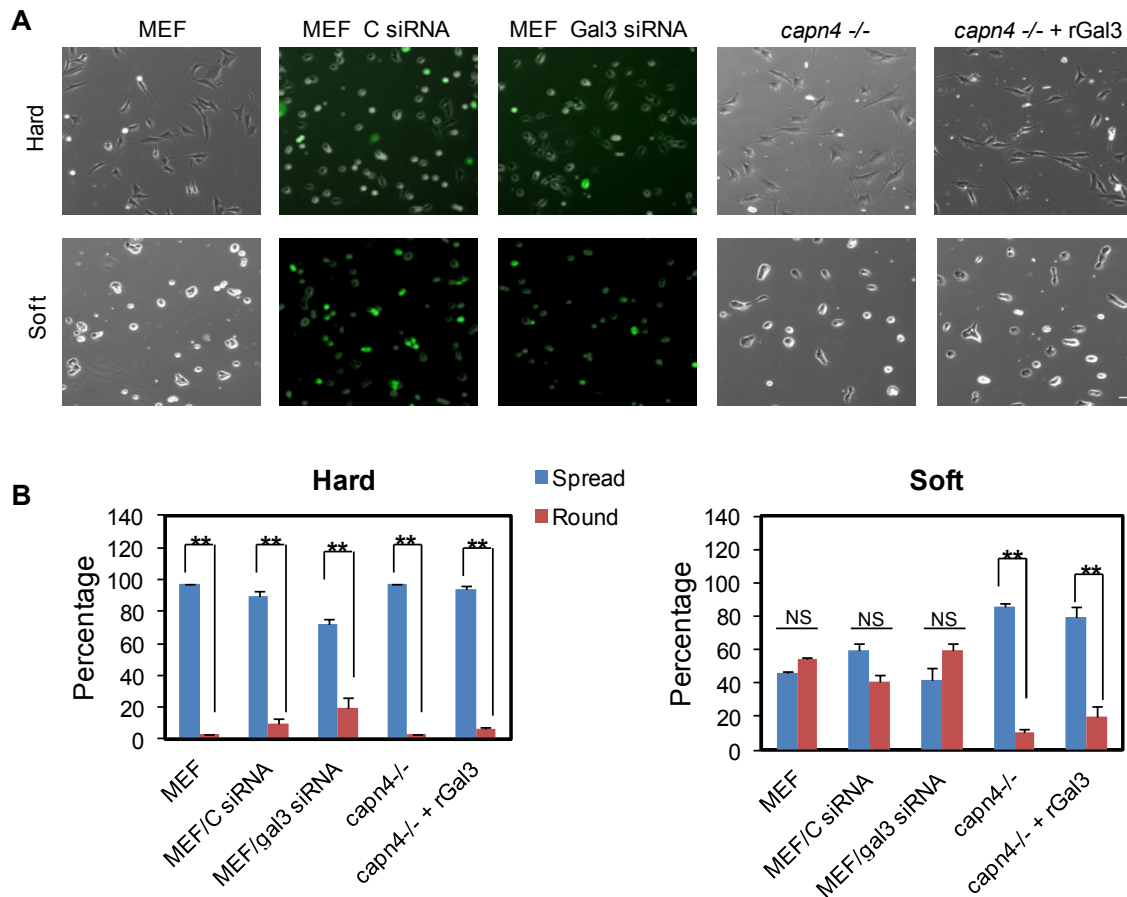 A
MEF
MEF C siRNA
MEF Gal3 siRNA
capn4 -/-
capn4 -/- + rGal3
Hard
Soft
B
Hard
Spread
Round
Soft
Percentage
140
120
100
80
60
40
20
0
**
**
**
**
**
MEF
MEF/C siRNA
MEF/gal3 siRNA
capn4-/-
capn4-/- + rGal3
Percentage
140
120
100
80
60
40
20
0
NS
NS
NS
**
**
MEF
MEF/C siRNA
MEF/gal3 siRNA
capn4-/-
capn4-/- + rGal3